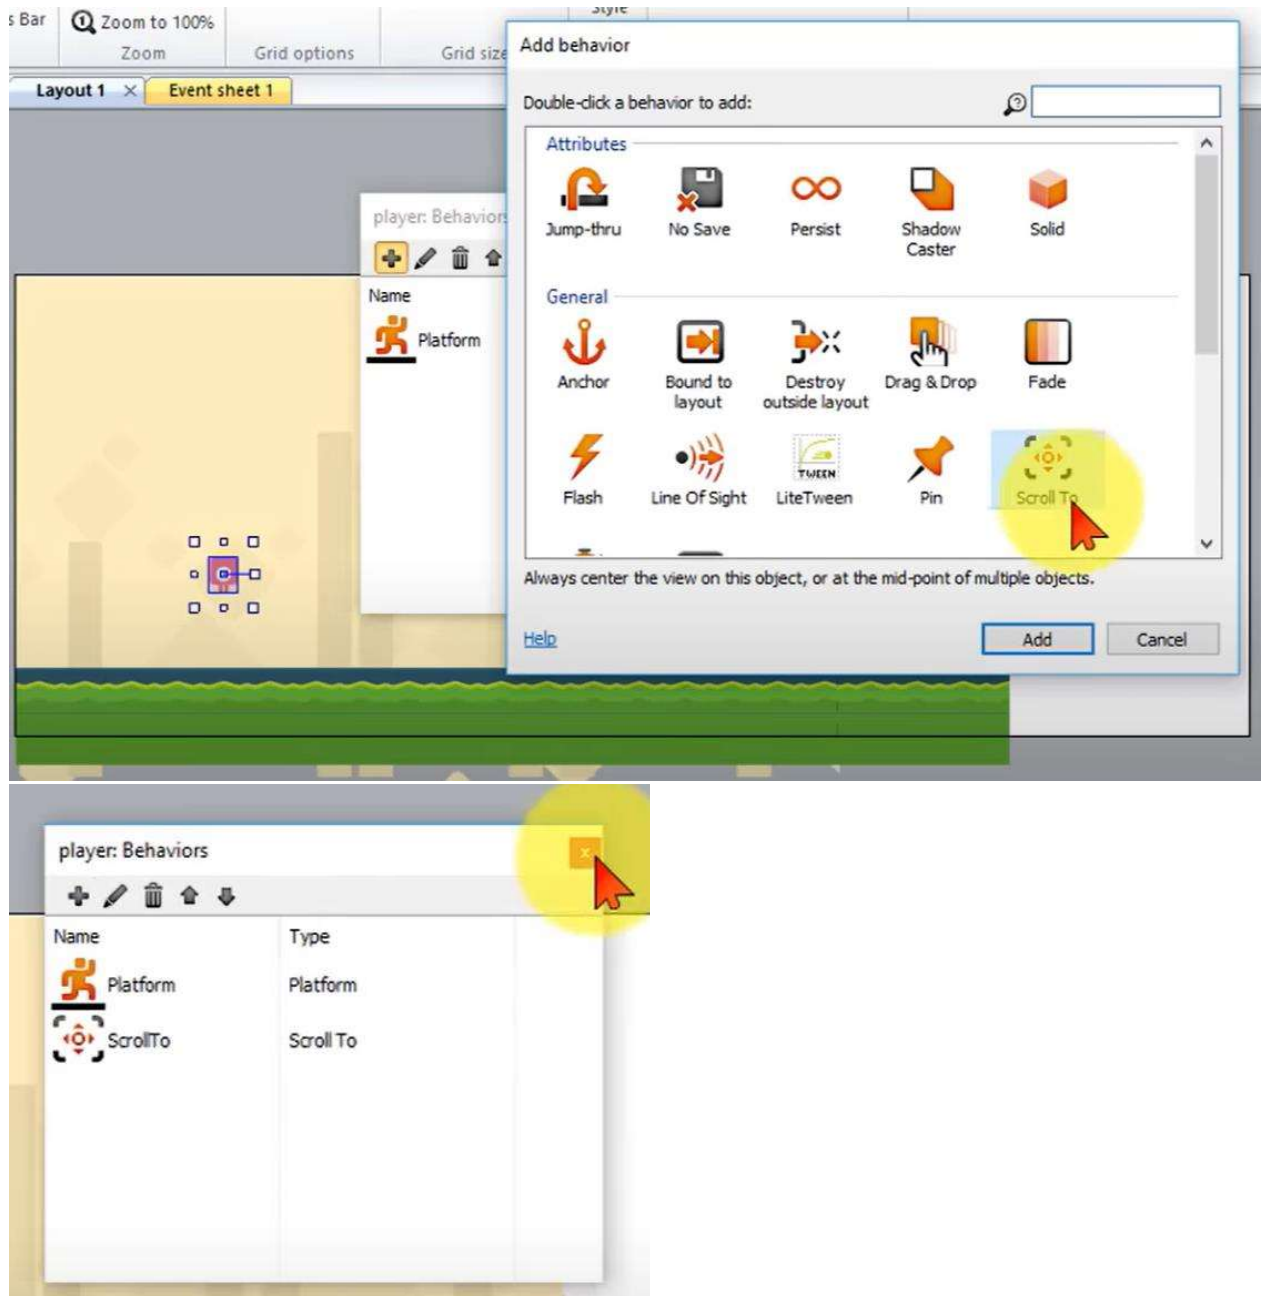 s Bar
Zoom to 100%
Style
Zoom
Grid options
Grid size
Layout 1
Event sheet 1
Add behavior
Double-click a behavior to add:
Attributes
Jump-thru
No Save
Persist
Shadow
Caster
Solid
player: Behaviors
Name
Platform
General
Anchor
Bound to
layout
Destroy
outside layout
Drag & Drop
Fade
Flash
Line Of Sight
TWEEN
LiteTween
Pin
Scroll To
Always center the view on this object, or at the mid-point of multiple objects.
Help
Add
Cancel
player: Behaviors
Name
Type
Platform
Platform
ScrollTo
Scroll To